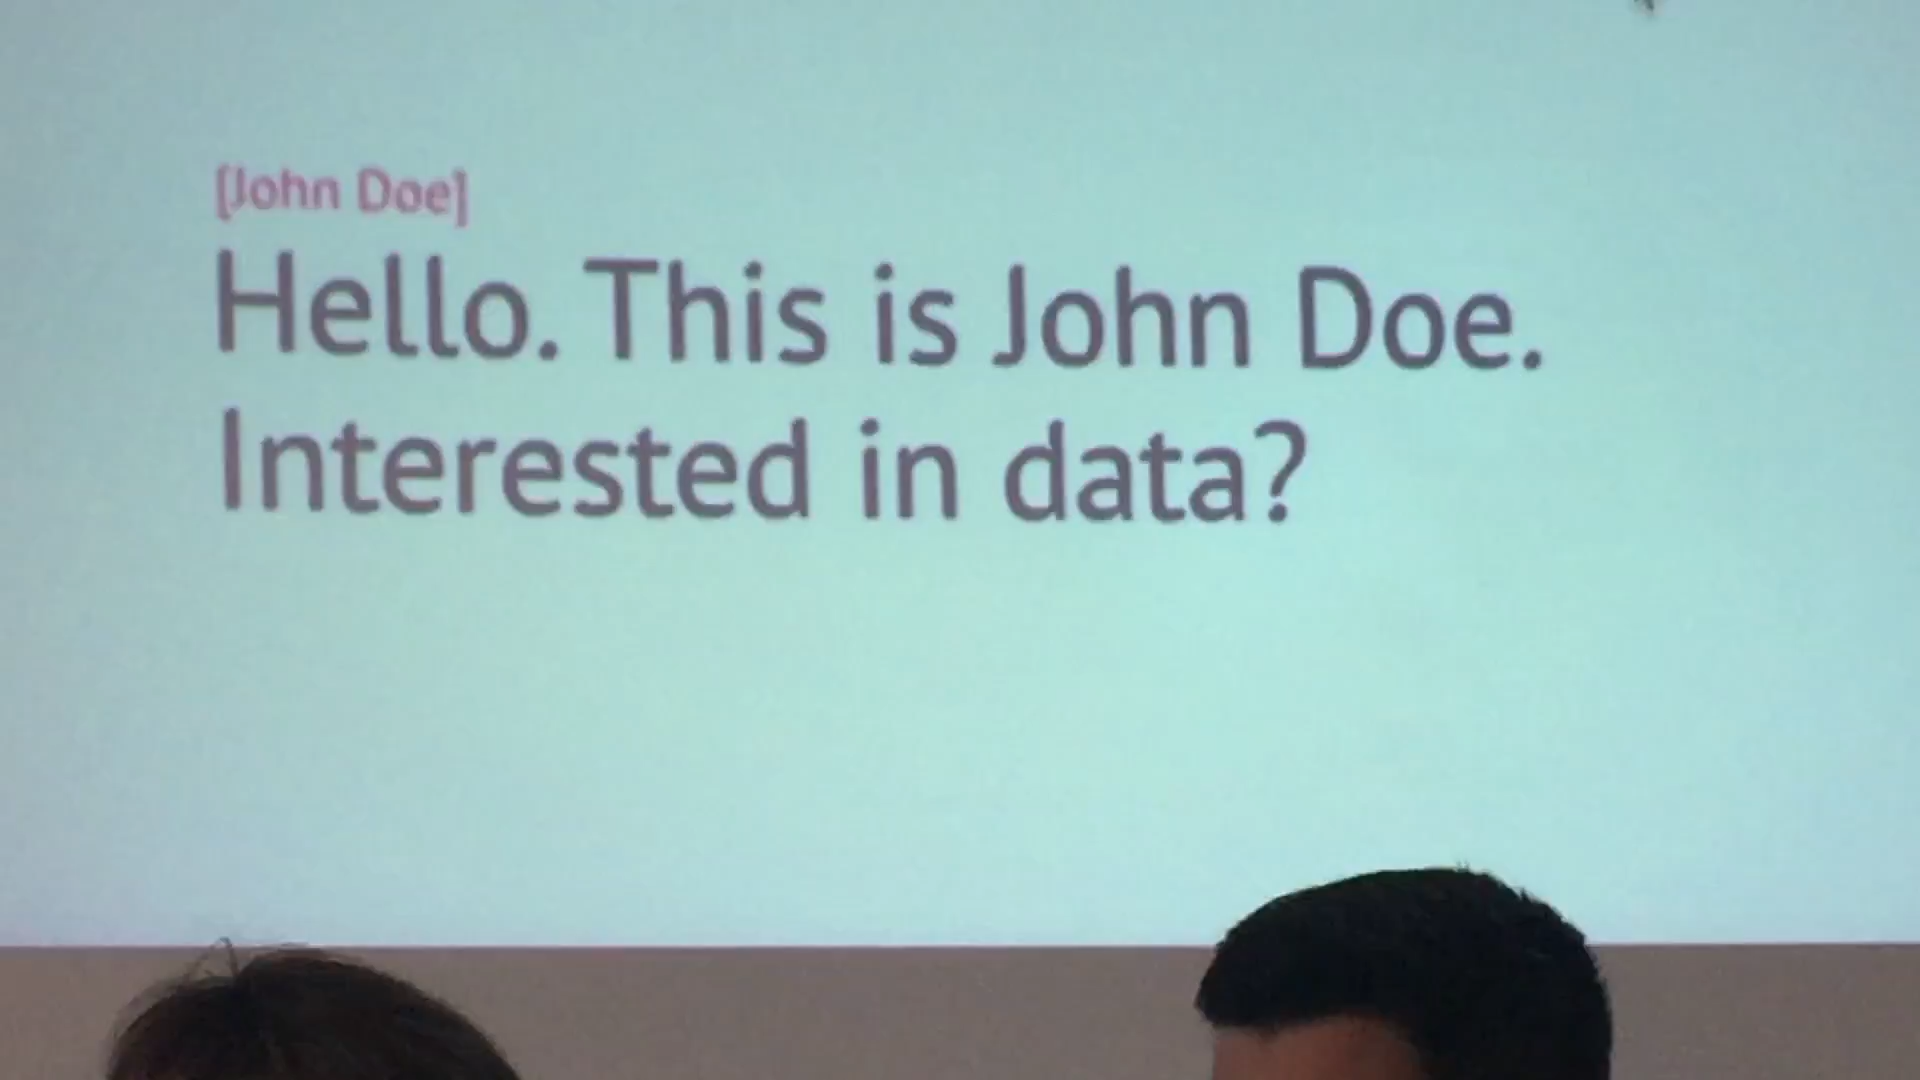 [John Doe]
Hello. This is John Doe.
Interested in data?